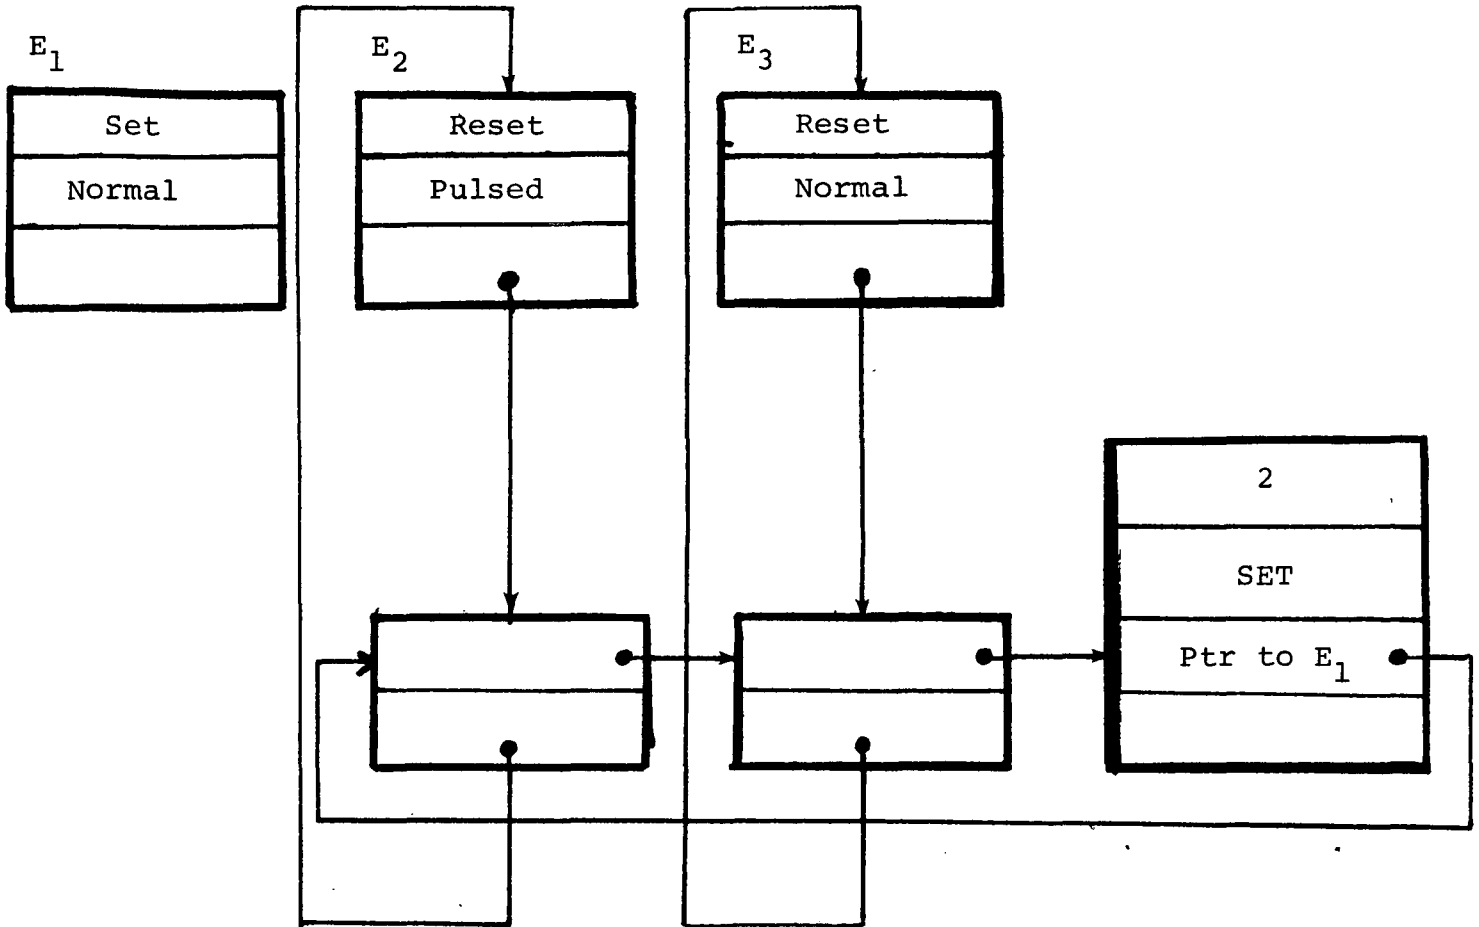 E1
Set
Normal
E2
Reset
Pulsed
E3
Reset
Normal
2
SET
Ptr to E1